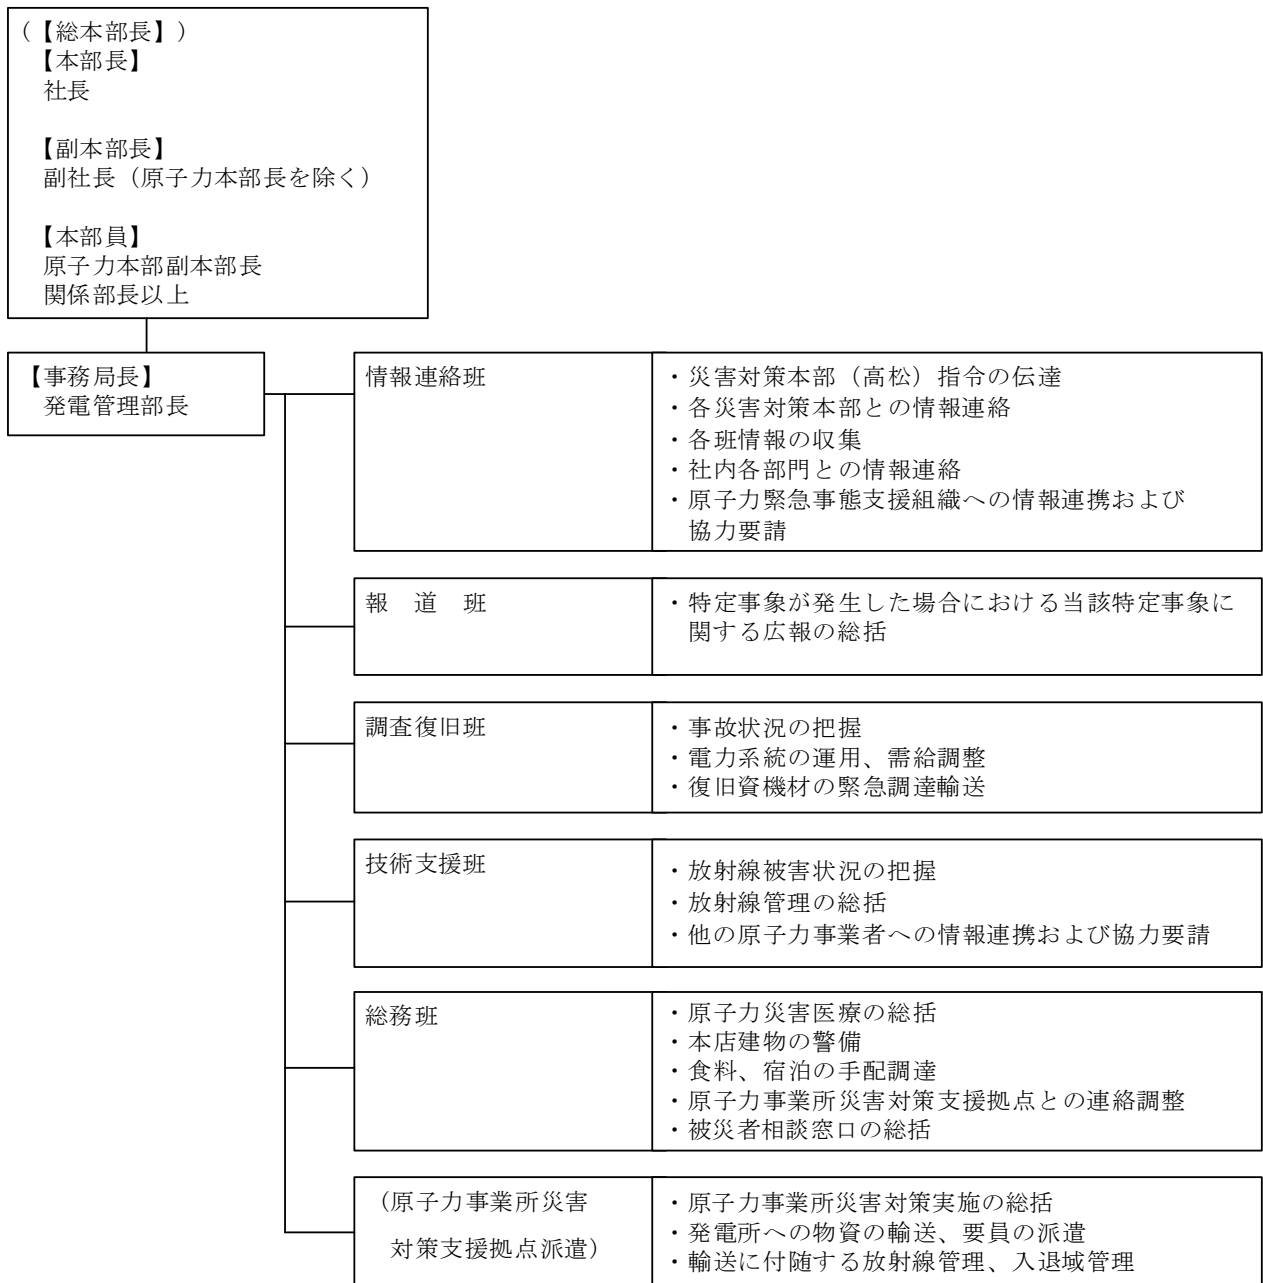 （【総本部長】）
【本部長】
社長
【副本部長】
副社長（原子力本部長を除く）
【本部員】
原子力本部副本部長
関係部長以上
【事務局長】
発電管理部長
情報連絡班
・災害対策本部（高松）指令の伝達
・各災害対策本部との情報連絡
・各班情報の収集
・社内各部門との情報連絡
・原子力緊急事態支援組織への情報連携および
協力要請
報　道　班
・特定事象が発生した場合における当該特定事象に
関する広報の総括
調査復旧班
・事故状況の把握
・電力系統の運用、需給調整
・復旧資機材の緊急調達輸送
技術支援班
・放射線被害状況の把握
・放射線管理の総括
・他の原子力事業者への情報連携および協力要請
総務班
・原子力災害医療の総括
・本店建物の警備
・食料、宿泊の手配調達
・原子力事業所災害対策支援拠点との連絡調整
・被災者相談窓口の総括
（原子力事業所災害
対策支援拠点派遣）
・原子力事業所災害対策実施の総括
・発電所への物資の輸送、要員の派遣
・輸送に付随する放射線管理、入退域管理